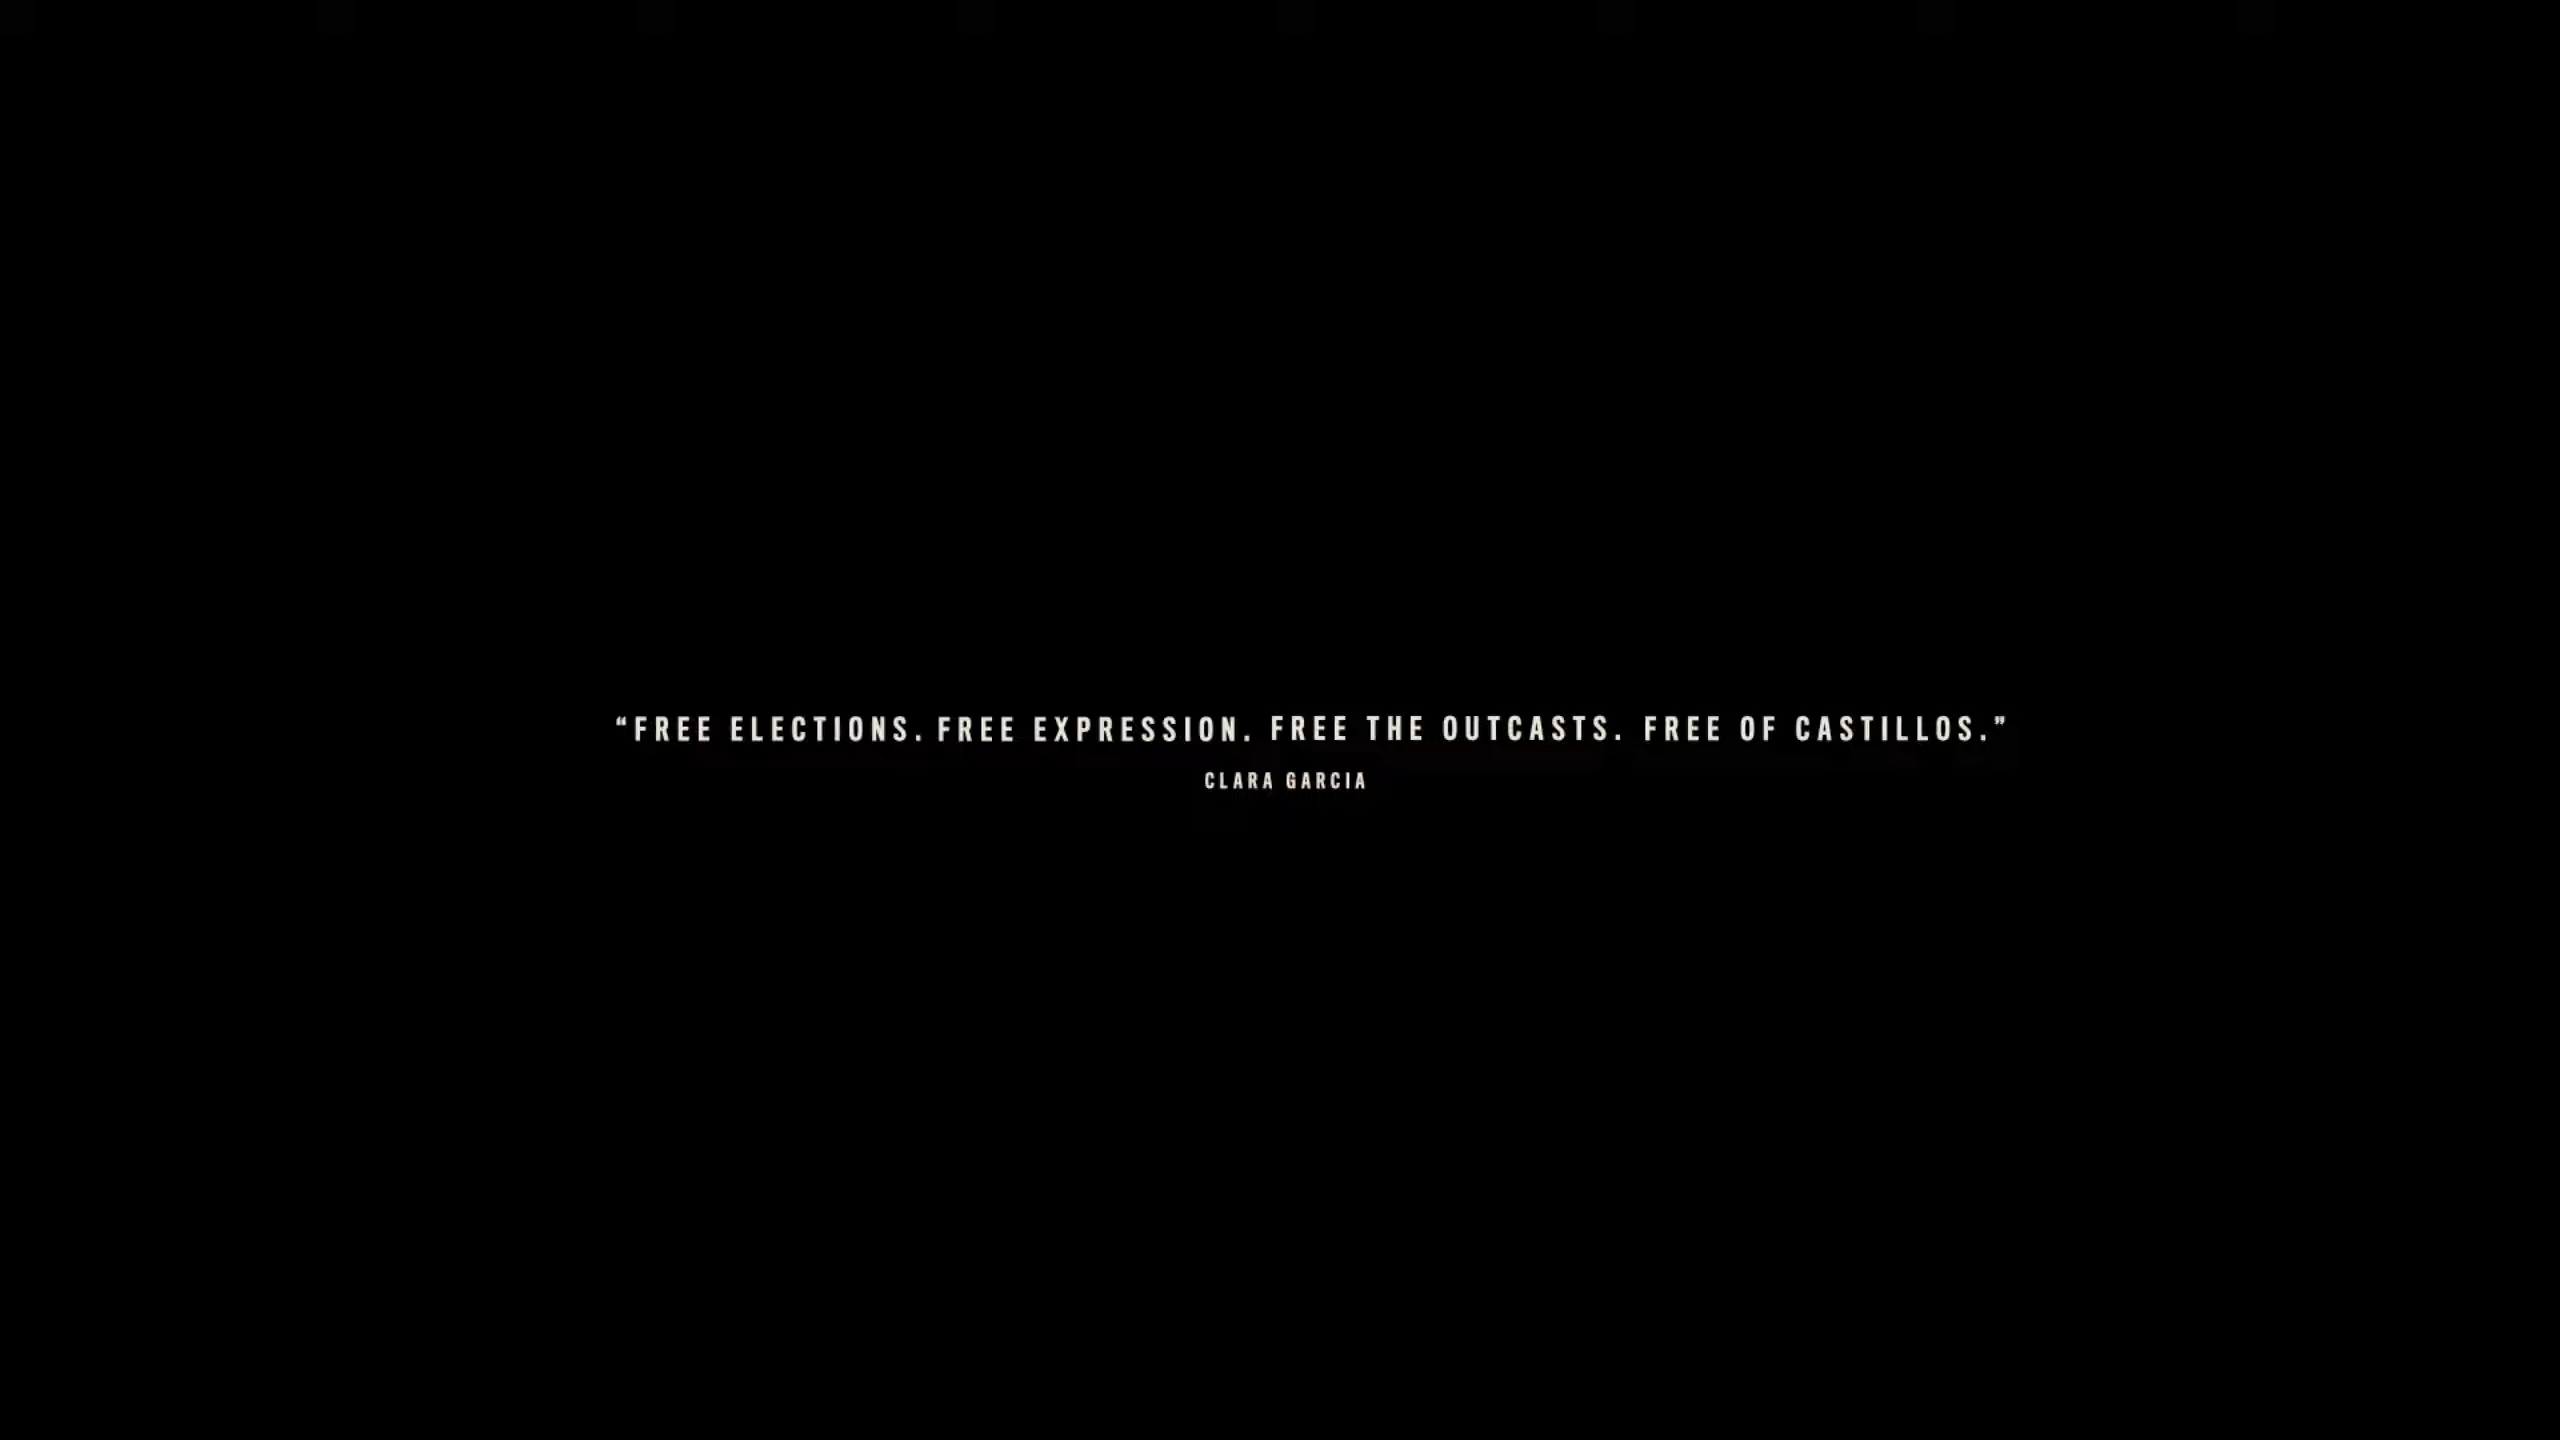 “FREE ELECTIONS. FREE EXPRESSION. FREE THE OUTCASTS. FREE OF CASTILLOS.”
CLARA GARCIA